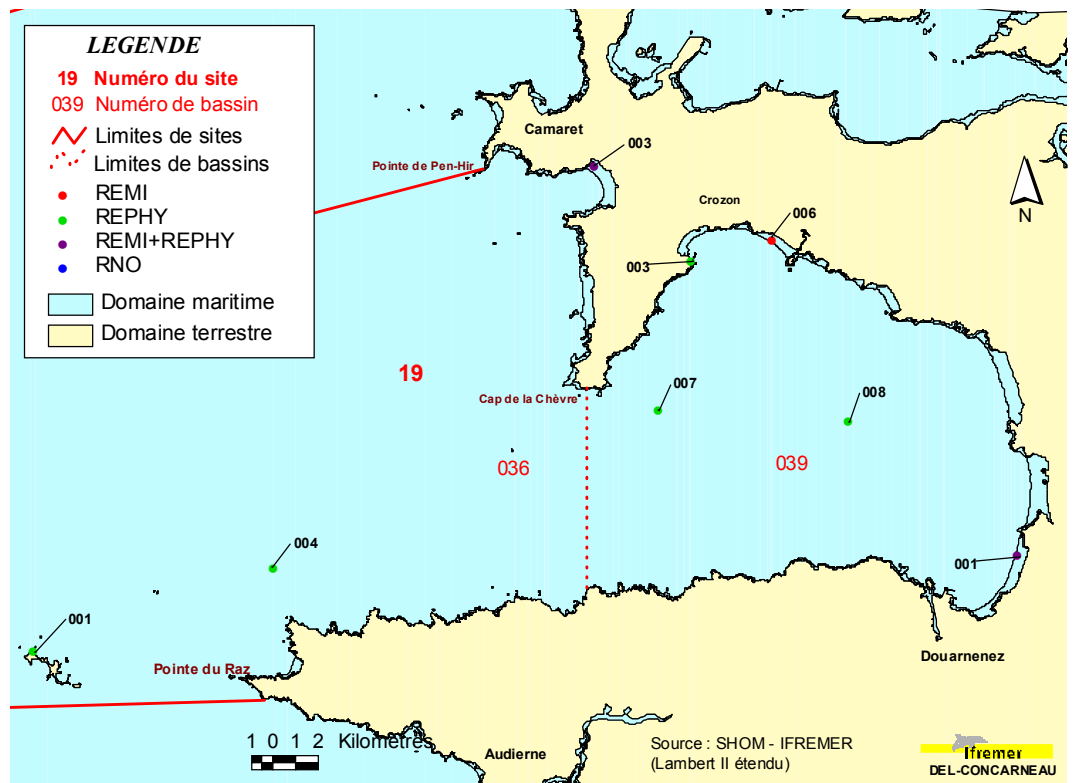 LEGENDE
19 Numéro du site
039 Numéro de bassin
Limites de sites
Limites de bassins
REMI
REPHY
REMI+REPHY
RNO
Domaine maritime
Domaine terrestre
Camaret
003
Pointe de Pen-Hir
Crozon
006
N
003
19
Cap de la Chèvre
007
008
036
039
004
001
001
Pointe du Raz
Douarnenez
1 0 1 2 Kilométres
Audierne
Source : SHOM - IFREMER
(Lambert II étendu)
Ifremer
DEL-CONCARNEAU